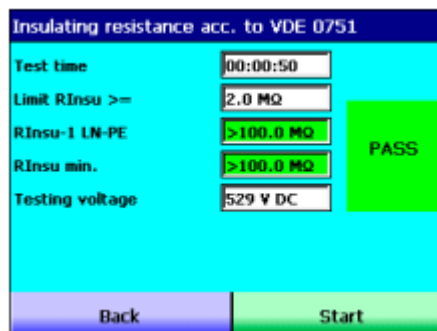 Insulating resistance acc. to VDE 0751
Test time 00:00:50
Limit RInsu >= 2.0 MΩ
RInsu-1 LN-PE >100.0 MΩ
RInsu min. >100.0 MΩ
PASS
Testing voltage 529 V DC
Back Start